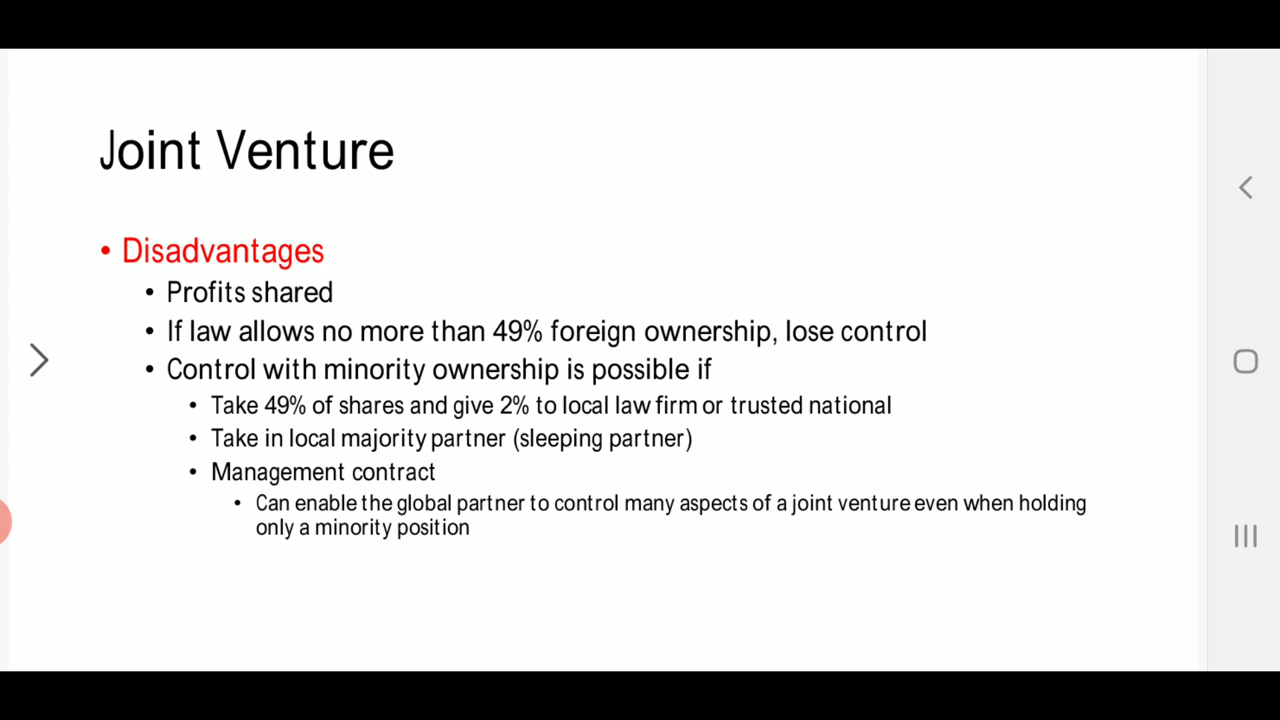 Joint Venture
• Disadvantages
• Profits shared
• If law allows no more than 49% foreign ownership, lose control
• Control with minority ownership is possible if
• Take 49% of shares and give 2% to local law firm or trusted national
• Take in local majority partner (sleeping partner)
• Management contract
• Can enable the global partner to control many aspects of a joint venture even when holding
only a minority position